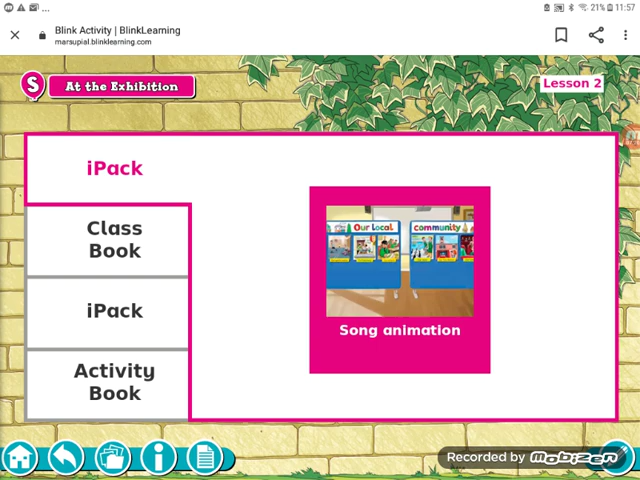 21% 11:57
Blink Activity | BlinkLearning
marsupial.blinklearning.com
S
At the Exhibition
Lesson 2
iPack
Class
Book
iPack
Activity
Book
Our local
community
Song animation
Recorded by Mobizen